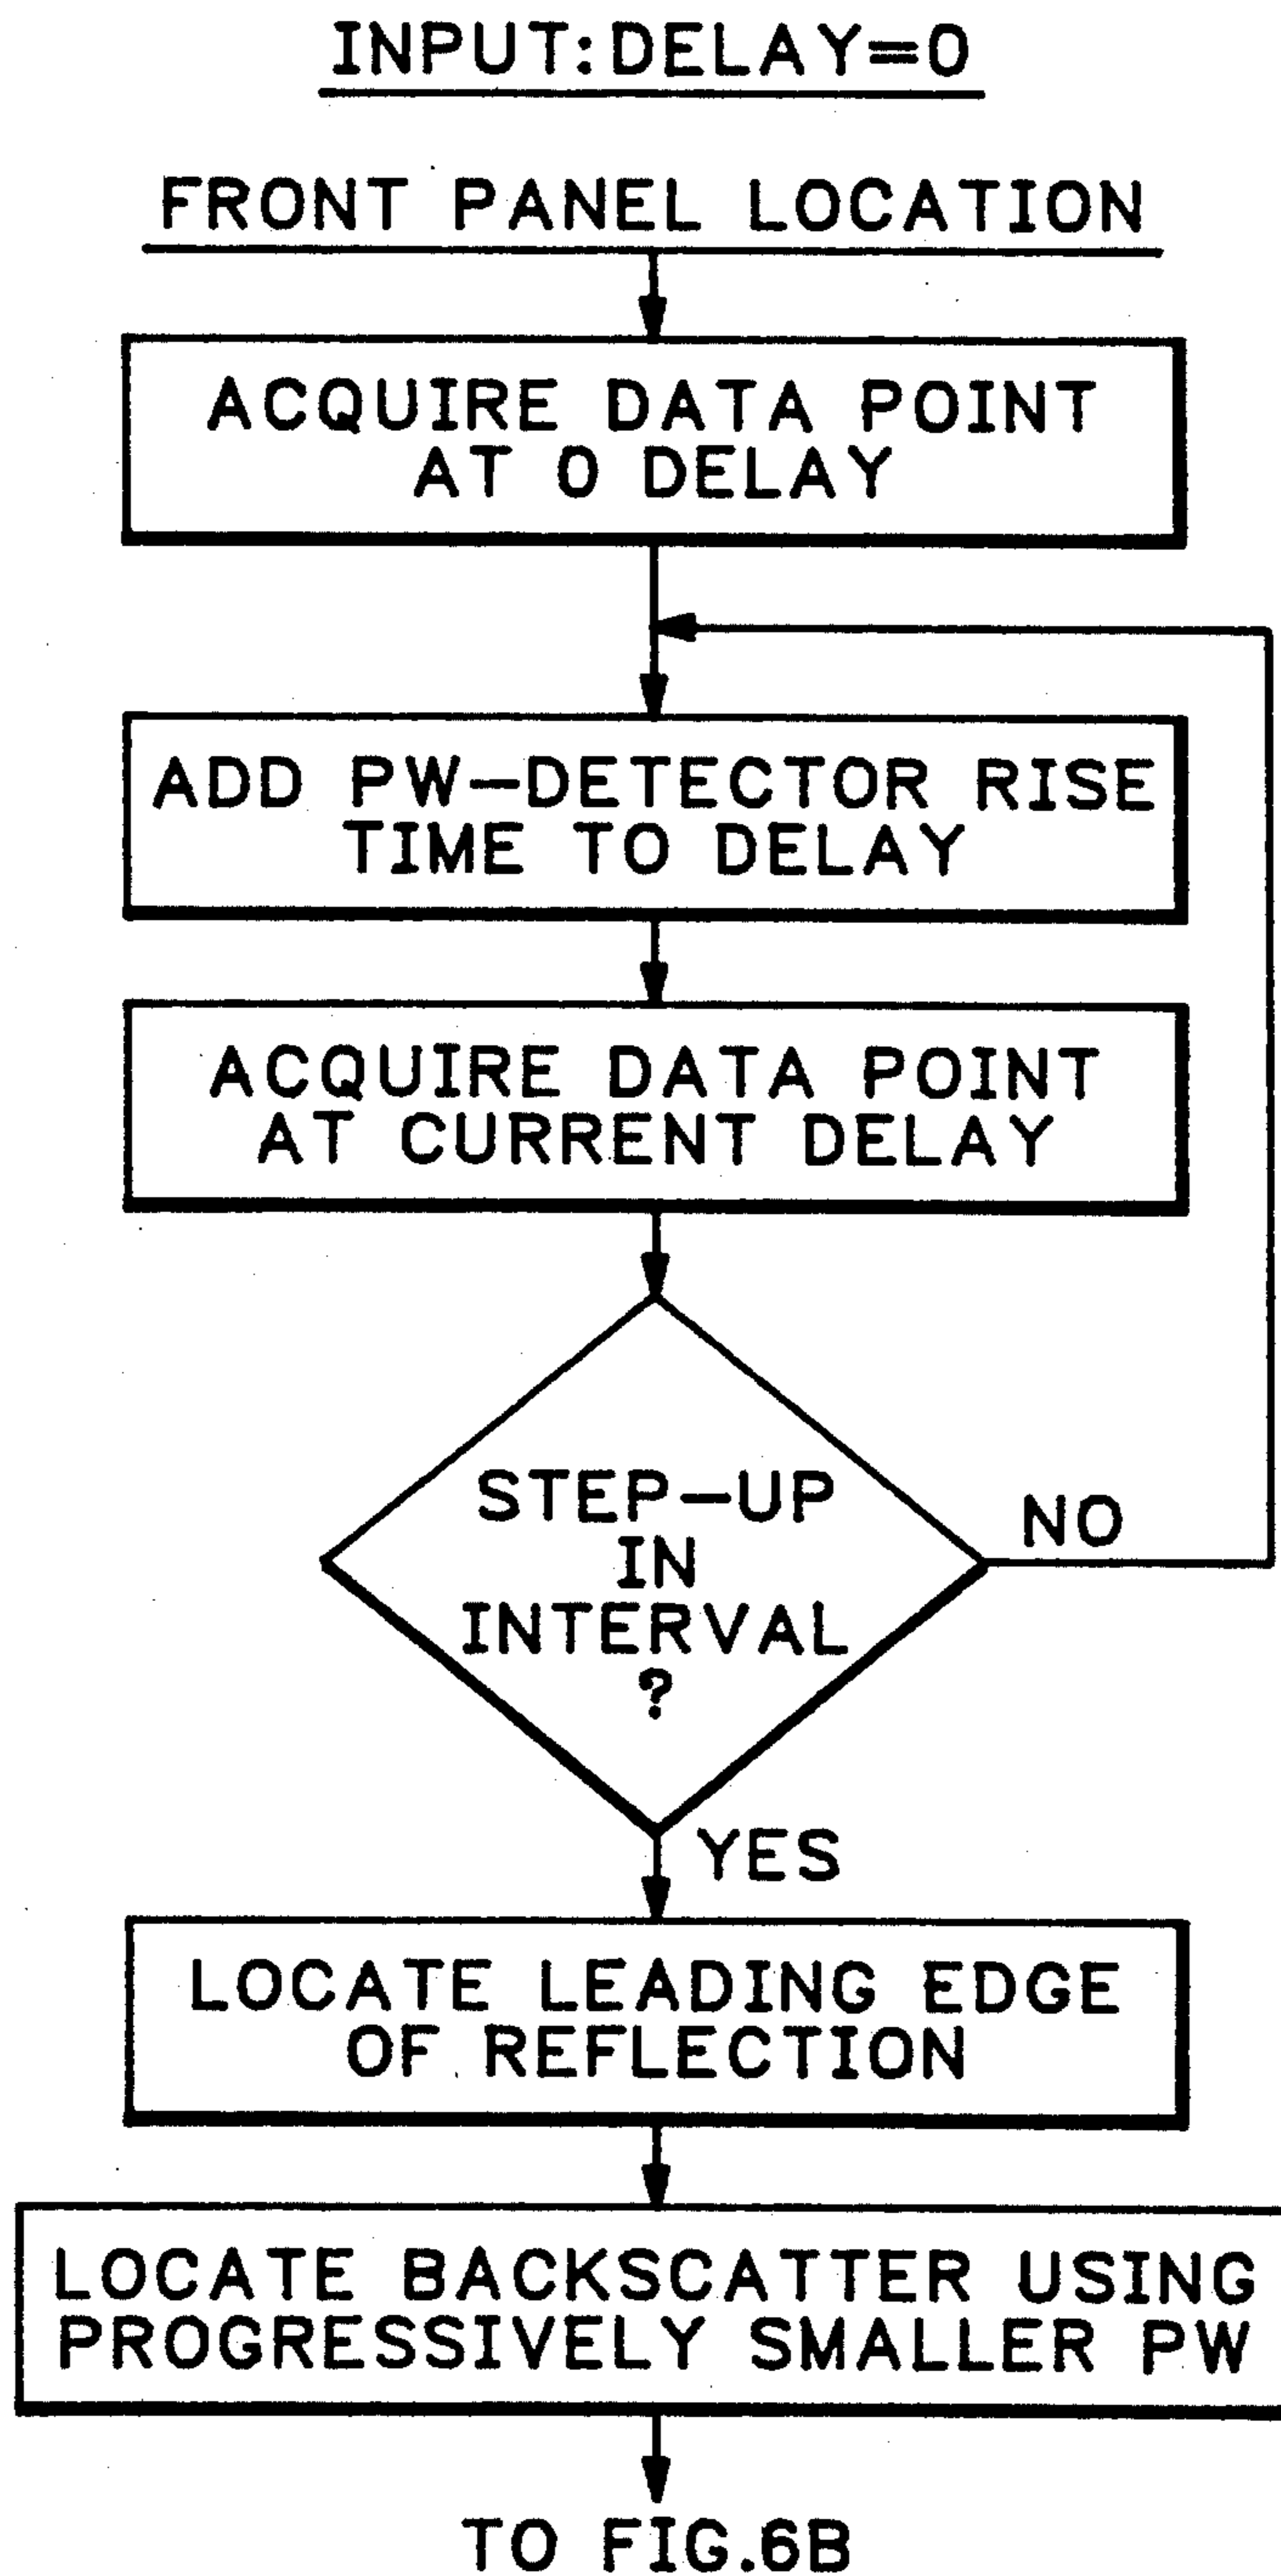 INPUT:DELAY=0
FRONT PANEL LOCATION
ACQUIRE DATA POINT
AT 0 DELAY
ADD PW-DETECTOR RISE
TIME TO DELAY
ACQUIRE DATA POINT
AT CURRENT DELAY
STEP-UP
IN
INTERVAL
?
NO
YES
LOCATE LEADING EDGE
OF REFLECTION
LOCATE BACKSCATTER USING
PROGRESSIVELY SMALLER PW
TO FIG.6B